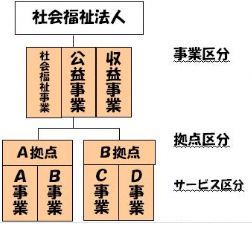 社会福祉法人
社会福祉事業
公益事業
収益事業
事業区分
拠点区分
A拠点
B拠点
A事業
B事業
C事業
D事業
サービス区分